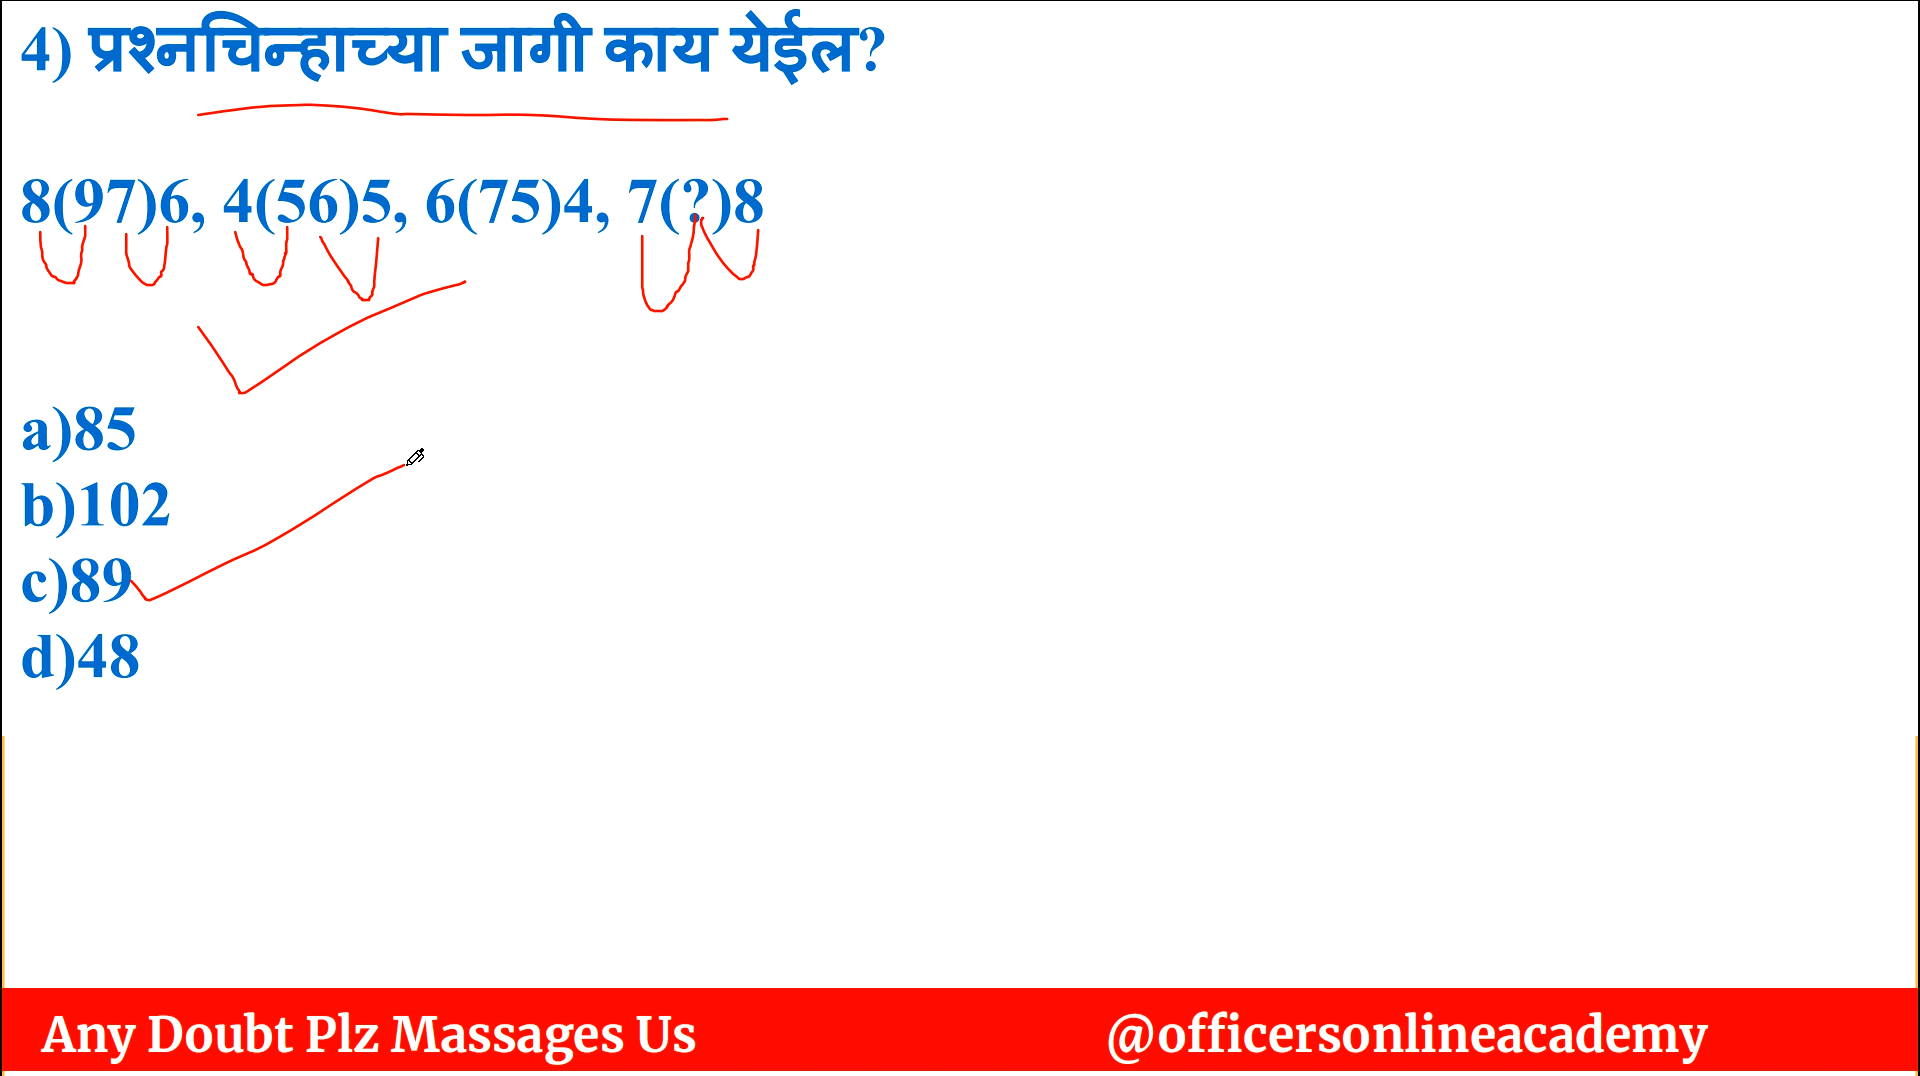 4) प्रश्नचिन्हाच्या जागी काय येईल?
8(97)6, 4(56)5, 6(75)4, 7(?)8
a)85
b)102
c)89
d)48
Any Doubt Plz Massages Us @officersonlineacademy